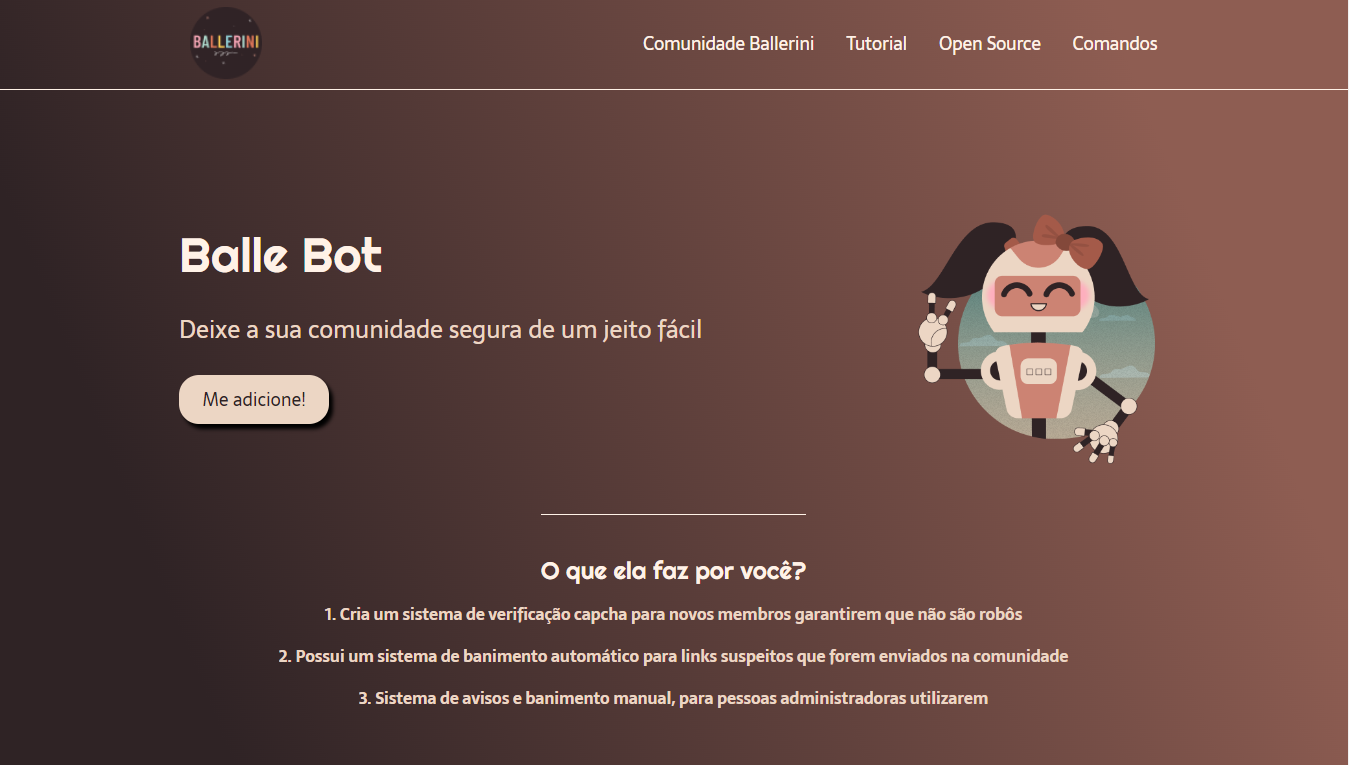 BALLERINI
Comunidade Ballerini Tutorial Open Source Comandos
Balle Bot
Deixe a sua comunidade segura de um jeito fácil
Me adicione!
O que ela faz por você?
1. Cria um sistema de verificação capcha para novos membros garantirem que não são robôs
2. Possui um sistema de banimento automático para links suspeitos que forem enviados na comunidade
3. Sistema de avisos e banimento manual, para pessoas administradoras utilizarem